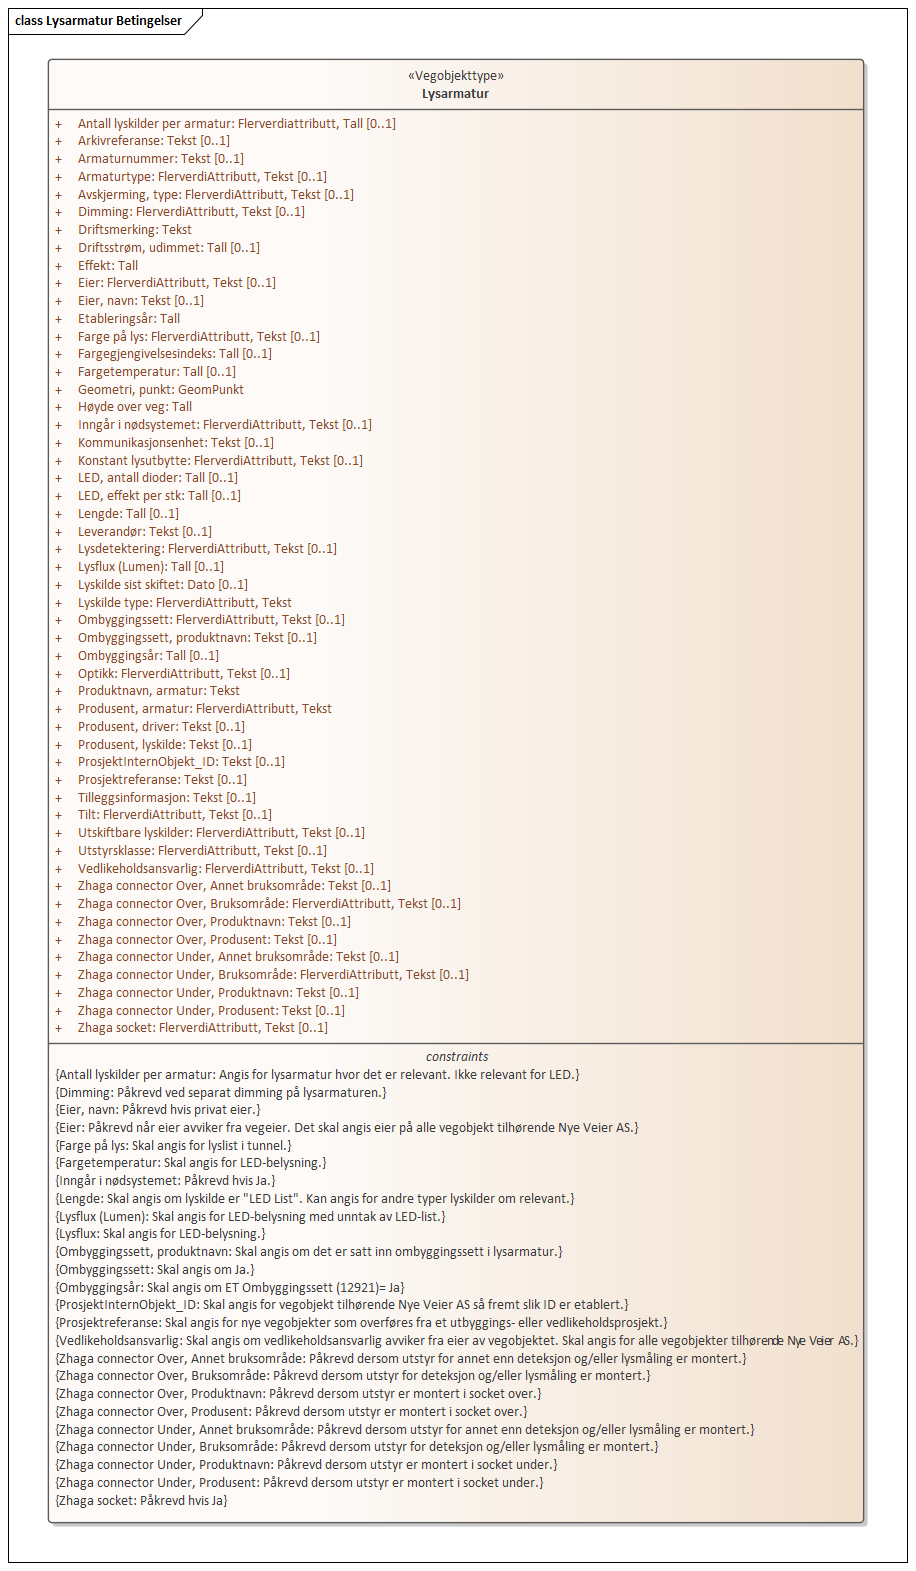 class Lysarmatur Betingelser
«Vegobjekttype»
Lysarmatur
+ Antall lyskilder per armatur: Flerverdiattributt, Tall [0..1]
+ Arkivreferanse: Tekst [0..1]
+ Armaturnummer: Tekst [0..1]
+ Armaturtype: FlerverdiAttributt, Tekst [0..1]
+ Avskjerming, type: FlerverdiAttributt, Tekst [0..1]
+ Dimming: FlerverdiAttributt, Tekst [0..1]
+ Driftsmerking: Tekst
+ Driftsstrøm, udimmet: Tall [0..1]
+ Effekt: Tall
+ Eier: FlerverdiAttributt, Tekst [0..1]
+ Eier, navn: Tekst [0..1]
+ Etableringsår: Tall
+ Farge på lys: FlerverdiAttributt, Tekst [0..1]
+ Fargegjengivelsesindeks: Tall [0..1]
+ Fargetemperatur: Tall [0..1]
+ Geometri, punkt: GeomPunkt
+ Høyde over veg: Tall
+ Inngår i nødsystemet: FlerverdiAttributt, Tekst [0..1]
+ Kommunikasjonsenhet: Tekst [0..1]
+ Konstant lysutbytte: FlerverdiAttributt, Tekst [0..1]
+ LED, antall dioder: Tall [0..1]
+ LED, effekt per stk: Tall [0..1]
+ Lengde: Tall [0..1]
+ Leverandør: Tekst [0..1]
+ Lysdetektering: FlerverdiAttributt, Tekst [0..1]
+ Lysflux (Lumen): Tall [0..1]
+ Lyskilde sist skiftet: Dato [0..1]
+ Lyskilde type: FlerverdiAttributt, Tekst
+ Ombyggingssett: FlerverdiAttributt, Tekst [0..1]
+ Ombyggingssett, produktnavn: Tekst [0..1]
+ Ombyggingsår: Tall [0..1]
+ Optikk: FlerverdiAttributt, Tekst [0..1]
+ Produktnavn, armatur: Tekst
+ Produsent, armatur: FlerverdiAttributt, Tekst
+ Produsent, driver: Tekst [0..1]
+ Produsent, lyskilde: Tekst [0..1]
+ ProsjektInternObjekt_ID: Tekst [0..1]
+ Prosjektreferanse: Tekst [0..1]
+ Tilleggsinformasjon: Tekst [0..1]
+ Tilt: FlerverdiAttributt, Tekst [0..1]
+ Utskiftbare lyskilder: FlerverdiAttributt, Tekst [0..1]
+ Utstyrsklasse: FlerverdiAttributt, Tekst [0..1]
+ Vedlikeholdsansvarlig: FlerverdiAttributt, Tekst [0..1]
+ Zhaga connector Over, Annet bruksområde: Tekst [0..1]
+ Zhaga connector Over, Bruksområde: FlerverdiAttributt, Tekst [0..1]
+ Zhaga connector Over, Produktnavn: Tekst [0..1]
+ Zhaga connector Over, Produsent: Tekst [0..1]
+ Zhaga connector Under, Annet bruksområde: Tekst [0..1]
+ Zhaga connector Under, Bruksområde: FlerverdiAttributt, Tekst [0..1]
+ Zhaga connector Under, Produktnavn: Tekst [0..1]
+ Zhaga connector Under, Produsent: Tekst [0..1]
+ Zhaga socket: FlerverdiAttributt, Tekst [0..1]
constraints
{Antall lyskilder per armatur: Angis for lysarmatur hvor det er relevant. Ikke relevant for LED.}
{Dimming: Påkrevd ved separat dimming på lysarmaturen.}
{Eier, navn: Påkrevd hvis privat eier.}
{Eier: Påkrevd når eier avviker fra vegeier. Det skal angis eier på alle vegobjekt tilhørende Nye Veier AS.}
{Farge på lys: Skal angis for lyslist i tunnel.}
{Fargetemperatur: Skal angis for LED-belysning.}
{Inngår i nødsystemet: Påkrevd hvis Ja.}
{Lengde: Skal angis om lyskilde er "LED List". Kan angis for andre typer lyskilder om relevant.}
{Lysflux (Lumen): Skal angis for LED-belysning med unntak av LED-list.}
{Lysflux: Skal angis for LED-belysning.}
{Ombyggingssett, produktnavn: Skal angis om det er satt inn ombyggingssett i lysarmatur.}
{Ombyggingssett: Skal angis om Ja.}
{Ombyggingsår: Skal angis om ET Ombyggingssett (12921)= Ja}
{ProsjektInternObjekt_ID: Skal angis for vegobjekt tilhørende Nye Veier AS så fremt slik ID er etablert.}
{Prosjektreferanse: Skal angis for nye vegobjekter som overføres fra et utbyggings- eller vedlikeholdsprosjekt.}
{Vedlikeholdsansvarlig: Skal angis om vedlikeholdsansvarlig avviker fra eier av vegobjektet. Skal angis for alle vegobjekter tilhørende Nye Veier AS.}
{Zhaga connector Over, Annet bruksområde: Påkrevd dersom utstyr for annet enn deteksjon og/eller lysmåling er montert.}
{Zhaga connector Over, Bruksområde: Påkrevd dersom utstyr for deteksjon og/eller lysmåling er montert.}
{Zhaga connector Over, Produktnavn: Påkrevd dersom utstyr er montert i socket over.}
{Zhaga connector Over, Produsent: Påkrevd dersom utstyr er montert i socket over.}
{Zhaga connector Under, Annet bruksområde: Påkrevd dersom utstyr for annet enn deteksjon og/eller lysmåling er montert.}
{Zhaga connector Under, Bruksområde: Påkrevd dersom utstyr for deteksjon og/eller lysmåling er montert.}
{Zhaga connector Under, Produktnavn: Påkrevd dersom utstyr er montert i socket under.}
{Zhaga connector Under, Produsent: Påkrevd dersom utstyr er montert i socket under.}
{Zhaga socket: Påkrevd hvis Ja}